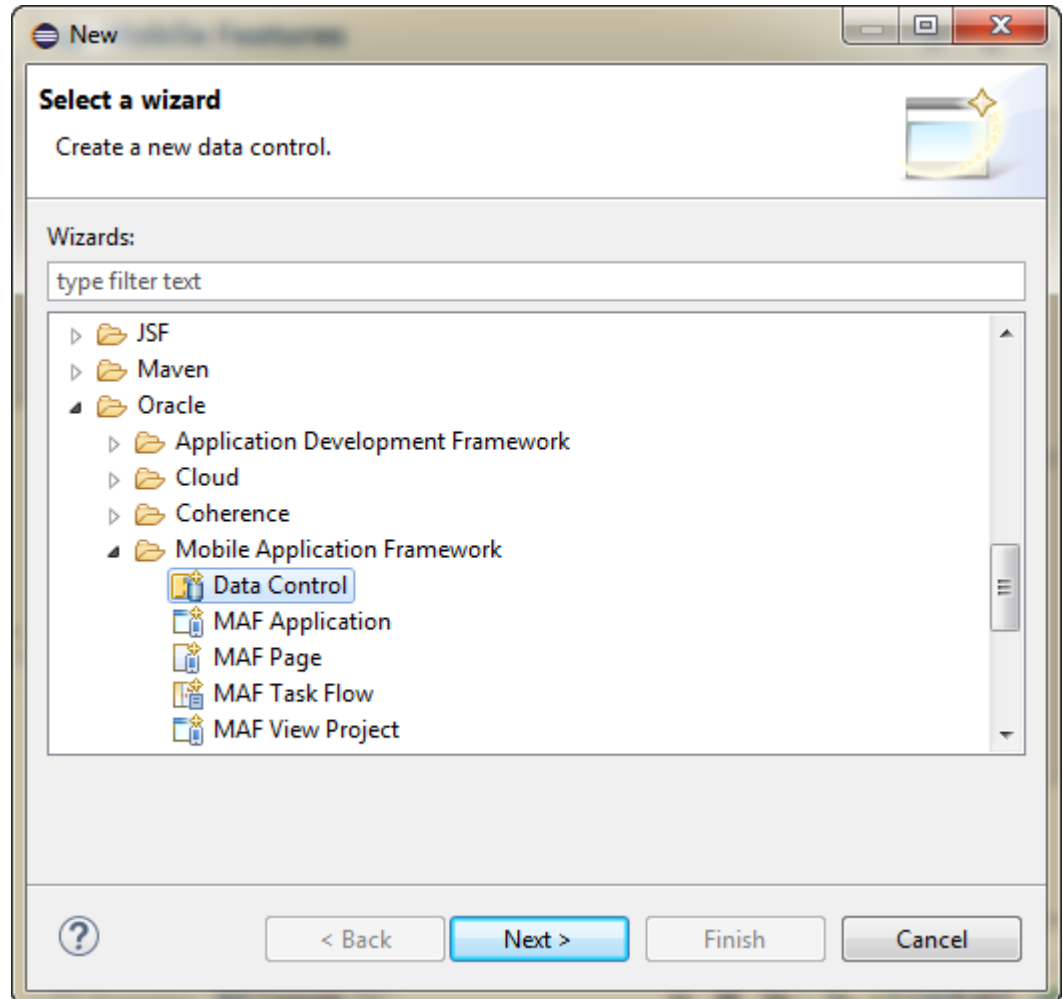 New
Select a wizard
Create a new data control.
Wizards:
type filter text
JSF
Maven
Oracle
Application Development Framework
Cloud
Coherence
Mobile Application Framework
Data Control
MAF Application
MAF Page
MAF Task Flow
MAF View Project
< Back Next > Finish Cancel